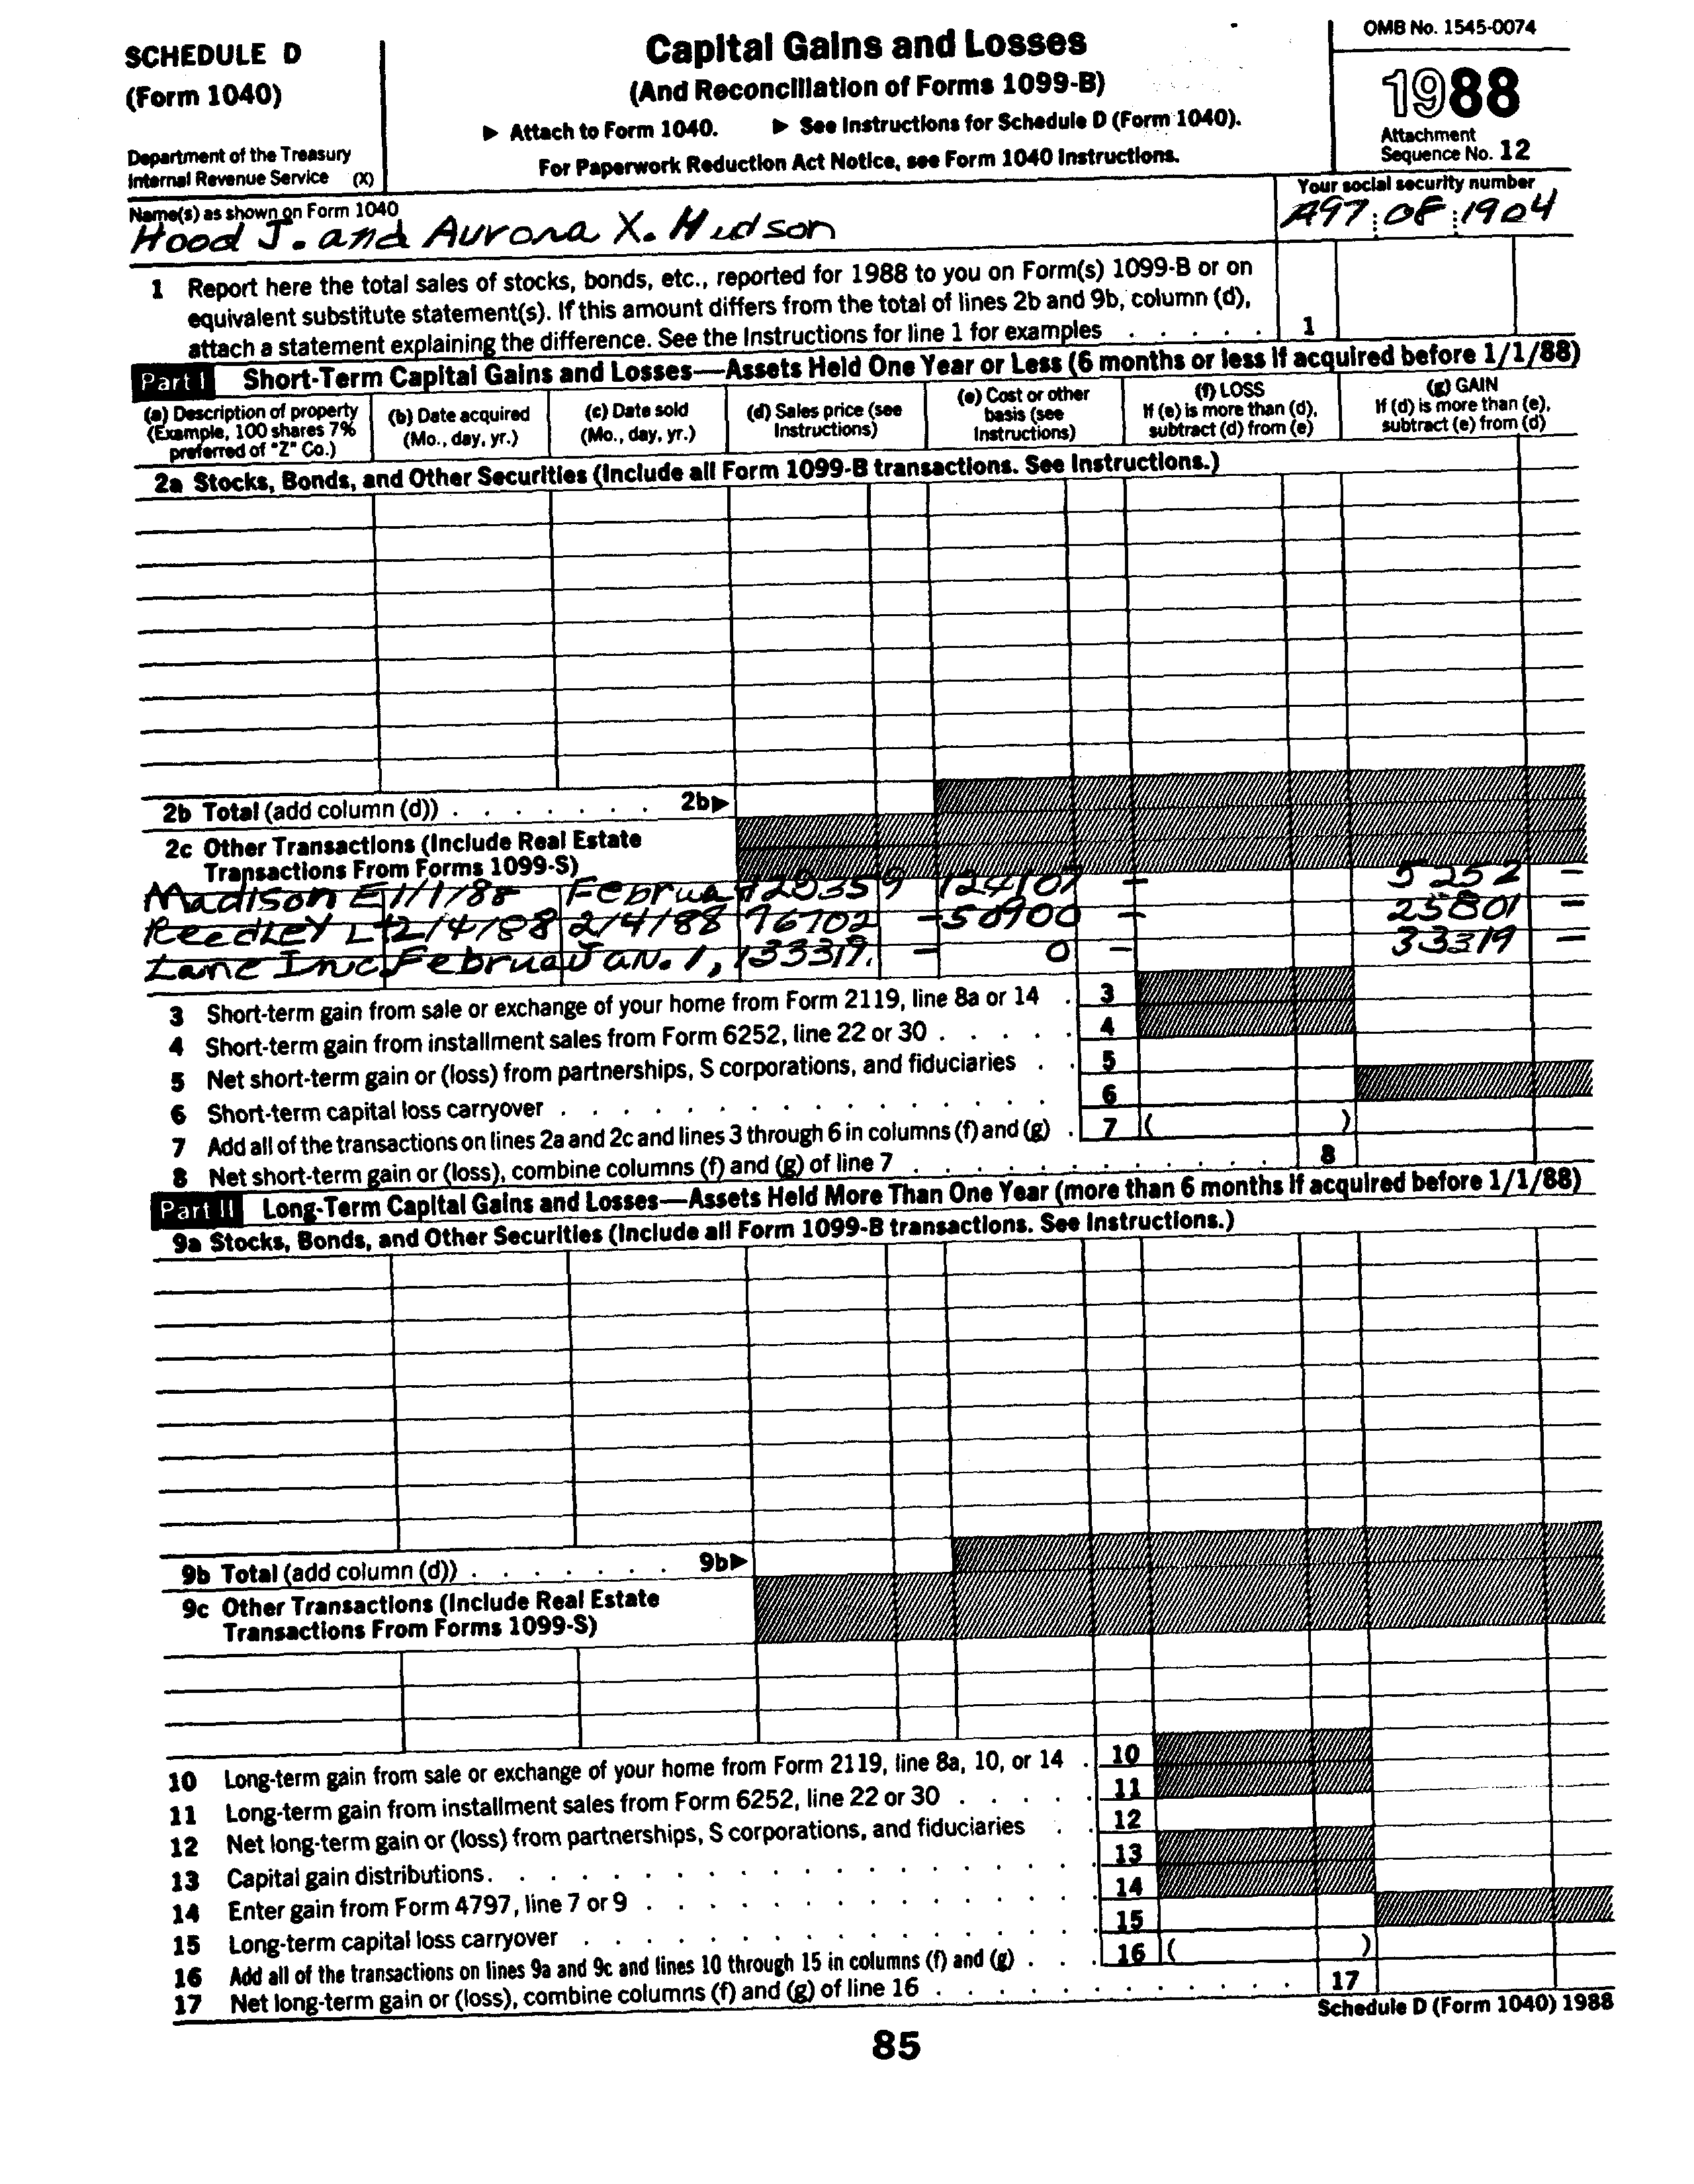 SCHEDULE D
(Form 1040)
Department of the Treasury
Internal Revenue Service (X)
Capital Gains and Losses
(And Reconciliation of Forms 1099-B)
▶ Attach to Form 1040. ▶ See Instructions for Schedule D (Form 1040).
For Paperwork Reduction Act Notice, see Form 1040 Instructions.
OMB No. 1545-0074
1988
Attachment
Sequence No. 12
Name(s) as shown on Form 1040
Hood J. and Aurora X. Hudson
Your social security number
A97 08 1904
1 Report here the total sales of stocks, bonds, etc., reported for 1988 to you on Form(s) 1099-B or on
equivalent substitute statement(s). If this amount differs from the total of lines 2b and 9b, column (d),
attach a statement explaining the difference. See the Instructions for line 1 for examples . . . . . 1
Part I Short-Term Capital Gains and Losses—Assets Held One Year or Less (6 months or less if acquired before 1/1/88)
(a) Description of property
(Example, 100 shares 7%
preferred of "Z" Co.)
(b) Date acquired
(Mo., day, yr.)
(c) Date sold
(Mo., day, yr.)
(d) Sales price (see
Instructions)
(e) Cost or other
basis (see
Instructions)
(f) LOSS
If (e) is more than (d),
subtract (d) from (e)
(g) GAIN
If (d) is more than (e),
subtract (e) from (d)
2a Stocks, Bonds, and Other Securities (Include all Form 1099-B transactions. See Instructions.)
2b Total (add column (d)) . . . . . . . 2b▶
2c Other Transactions (Include Real Estate
Transactions From Forms 1099-S)
Madison E 1/1/88 Februa 5252 –
Reedley L 12/4/88 2/4/88 76702 – 50900 – 25801 –
Lane Inc. Februa Jan. 1, 133319. – 0 – 33319 –
3 Short-term gain from sale or exchange of your home from Form 2119, line 8a or 14 . 3
4 Short-term gain from installment sales from Form 6252, line 22 or 30 . . . . . 4
5 Net short-term gain or (loss) from partnerships, S corporations, and fiduciaries . . 5
6 Short-term capital loss carryover . . . . . . . . . . . . . . . . 6
7 Add all of the transactions on lines 2a and 2c and lines 3 through 6 in columns (f) and (g) . 7 ( )
8 Net short-term gain or (loss), combine columns (f) and (g) of line 7 . . . . . . . . . . . . 8
Part II Long-Term Capital Gains and Losses—Assets Held More Than One Year (more than 6 months if acquired before 1/1/88)
9a Stocks, Bonds, and Other Securities (Include all Form 1099-B transactions. See Instructions.)
9b Total (add column (d)) . . . . . . . 9b▶
9c Other Transactions (Include Real Estate
Transactions From Forms 1099-S)
10 Long-term gain from sale or exchange of your home from Form 2119, line 8a, 10, or 14 . 10
11 Long-term gain from installment sales from Form 6252, line 22 or 30 . . . . . 11
12 Net long-term gain or (loss) from partnerships, S corporations, and fiduciaries . . 12
13 Capital gain distributions. . . . . . . . . . . . . . . . . . 13
14 Enter gain from Form 4797, line 7 or 9 . . . . . . . . . . . . . 14
15 Long-term capital loss carryover . . . . . . . . . . . . . . . 15
16 Add all of the transactions on lines 9a and 9c and lines 10 through 15 in columns (f) and (g) . . . 16 ( )
17 Net long-term gain or (loss), combine columns (f) and (g) of line 16 . . . . . . . . . . . . 17
Schedule D (Form 1040) 1988
85